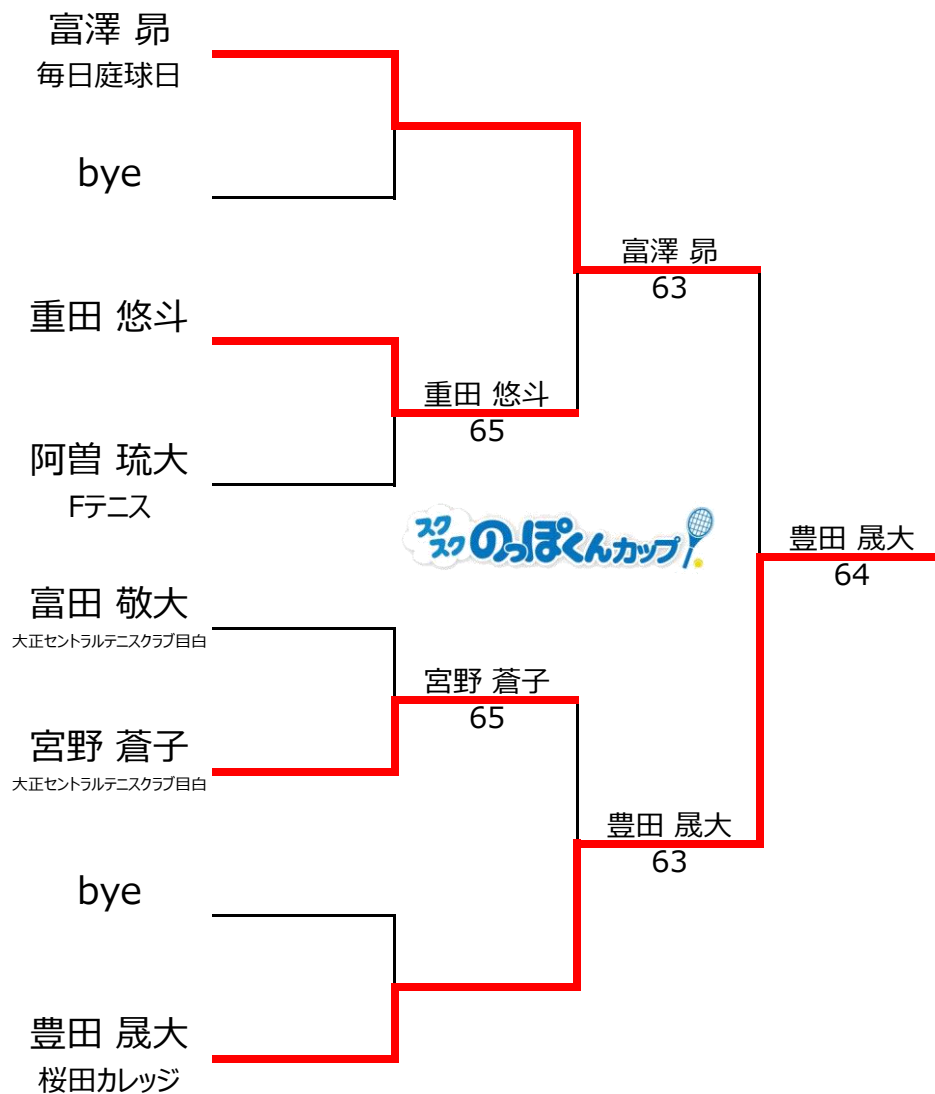 富澤 昴
毎日庭球日
bye
富澤 昴
63
重田 悠斗
重田 悠斗
65
阿曽 琉大
Fテニス
スクスクのっぽくんカップ
豊田 晟大
64
富田 敬大
大正セントラルテニスクラブ目白
宮野 蒼子
65
宮野 蒼子
大正セントラルテニスクラブ目白
豊田 晟大
63
bye
豊田 晟大
桜田カレッジ